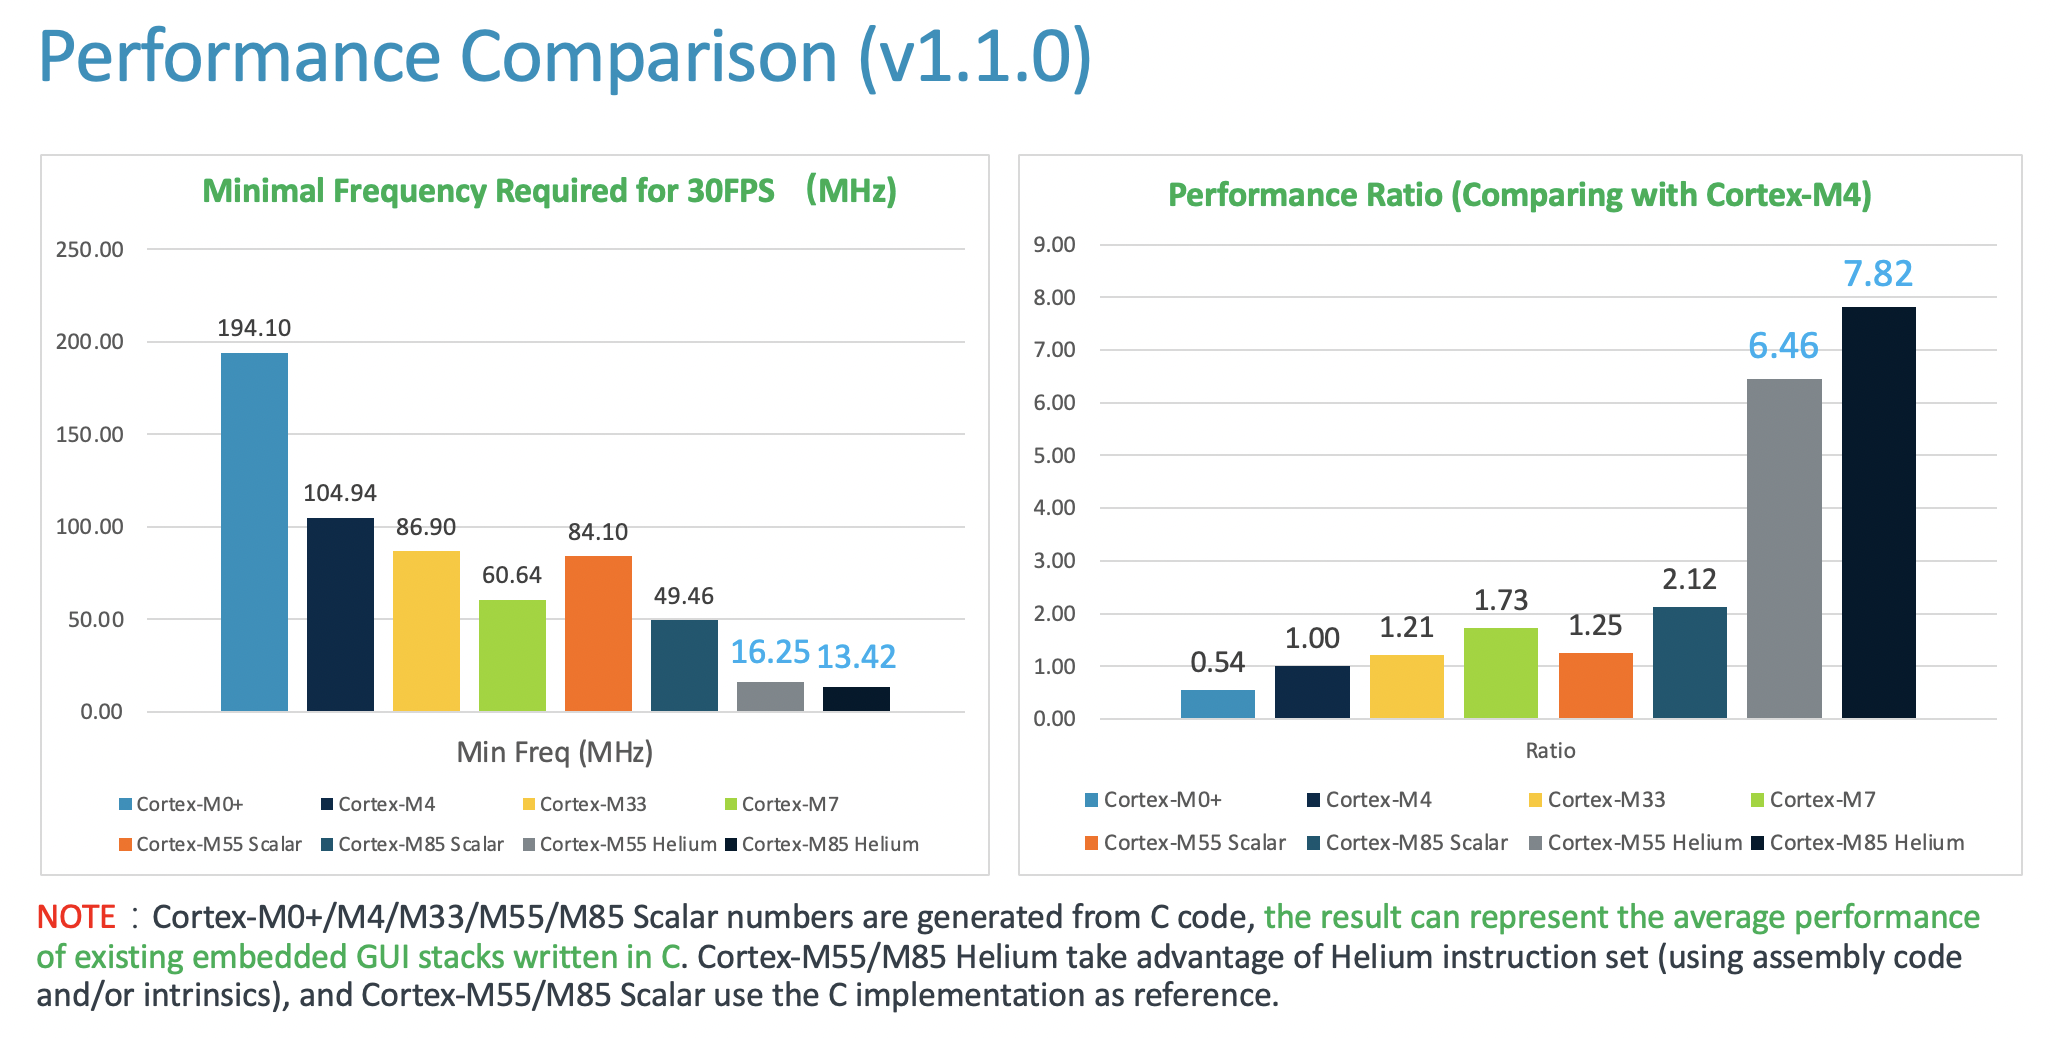 Performance Comparison (v1.1.0)
Minimal Frequency Required for 30FPS （MHz)
250.00
200.00
150.00
100.00
50.00
0.00
194.10
104.94
86.90
60.64
84.10
49.46
16.25
13.42
Min Freq (MHz)
Cortex-M0+ Cortex-M4 Cortex-M33 Cortex-M7
Cortex-M55 Scalar Cortex-M85 Scalar Cortex-M55 Helium Cortex-M85 Helium
Performance Ratio (Comparing with Cortex-M4)
9.00
8.00
7.00
6.00
5.00
4.00
3.00
2.00
1.00
0.00
0.54
1.00
1.21
1.73
1.25
2.12
6.46
7.82
Ratio
Cortex-M0+ Cortex-M4 Cortex-M33 Cortex-M7
Cortex-M55 Scalar Cortex-M85 Scalar Cortex-M55 Helium Cortex-M85 Helium
NOTE：Cortex-M0+/M4/M33/M55/M85 Scalar numbers are generated from C code, the result can represent the average performance
of existing embedded GUI stacks written in C. Cortex-M55/M85 Helium take advantage of Helium instruction set (using assembly code
and/or intrinsics), and Cortex-M55/M85 Scalar use the C implementation as reference.